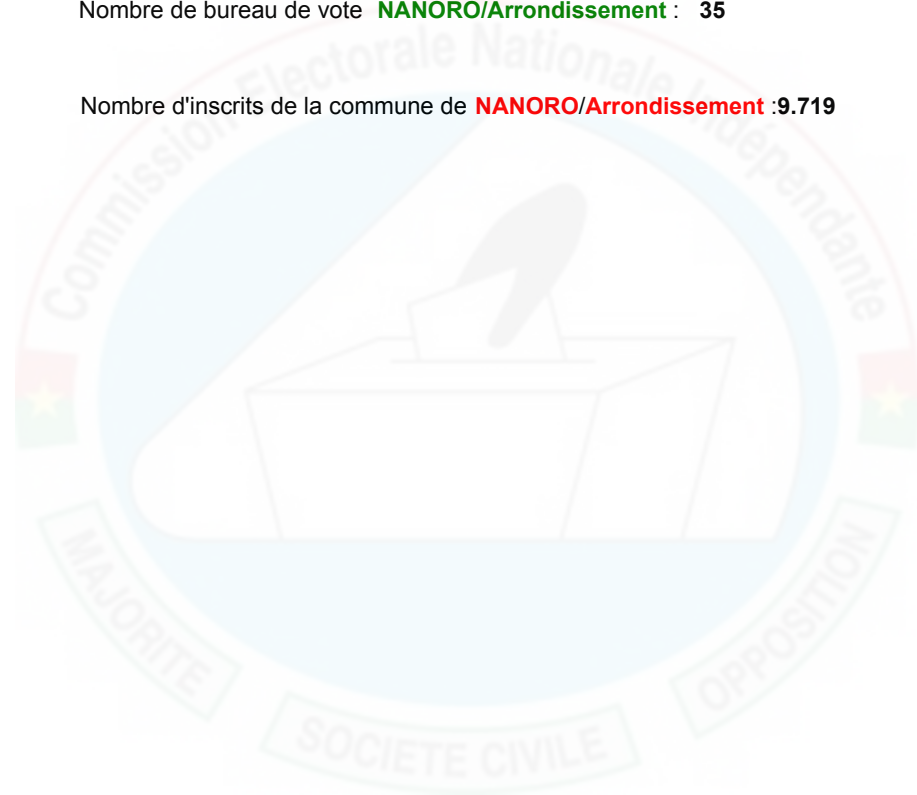 Nombre de bureau de vote NANORO/Arrondissement : 35
Nombre d'inscrits de la commune de NANORO/Arrondissement :9.719
Commission Electorale Nationale Indépendante
MAJORITE
SOCIETE CIVILE
OPPOSITION